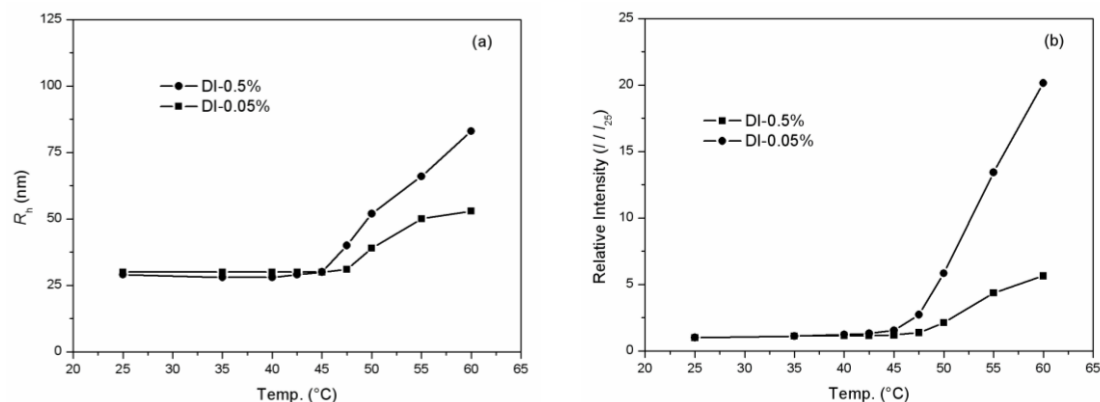 (a)
DI-0.5%
DI-0.05%
125
100
75
50
25
0
R_h (nm)
20 25 30 35 40 45 50 55 60 65
Temp. (°C)
(b)
DI-0.5%
DI-0.05%
25
20
15
10
5
0
Relative Intensity (I / I_25)
20 25 30 35 40 45 50 55 60 65
Temp. (°C)